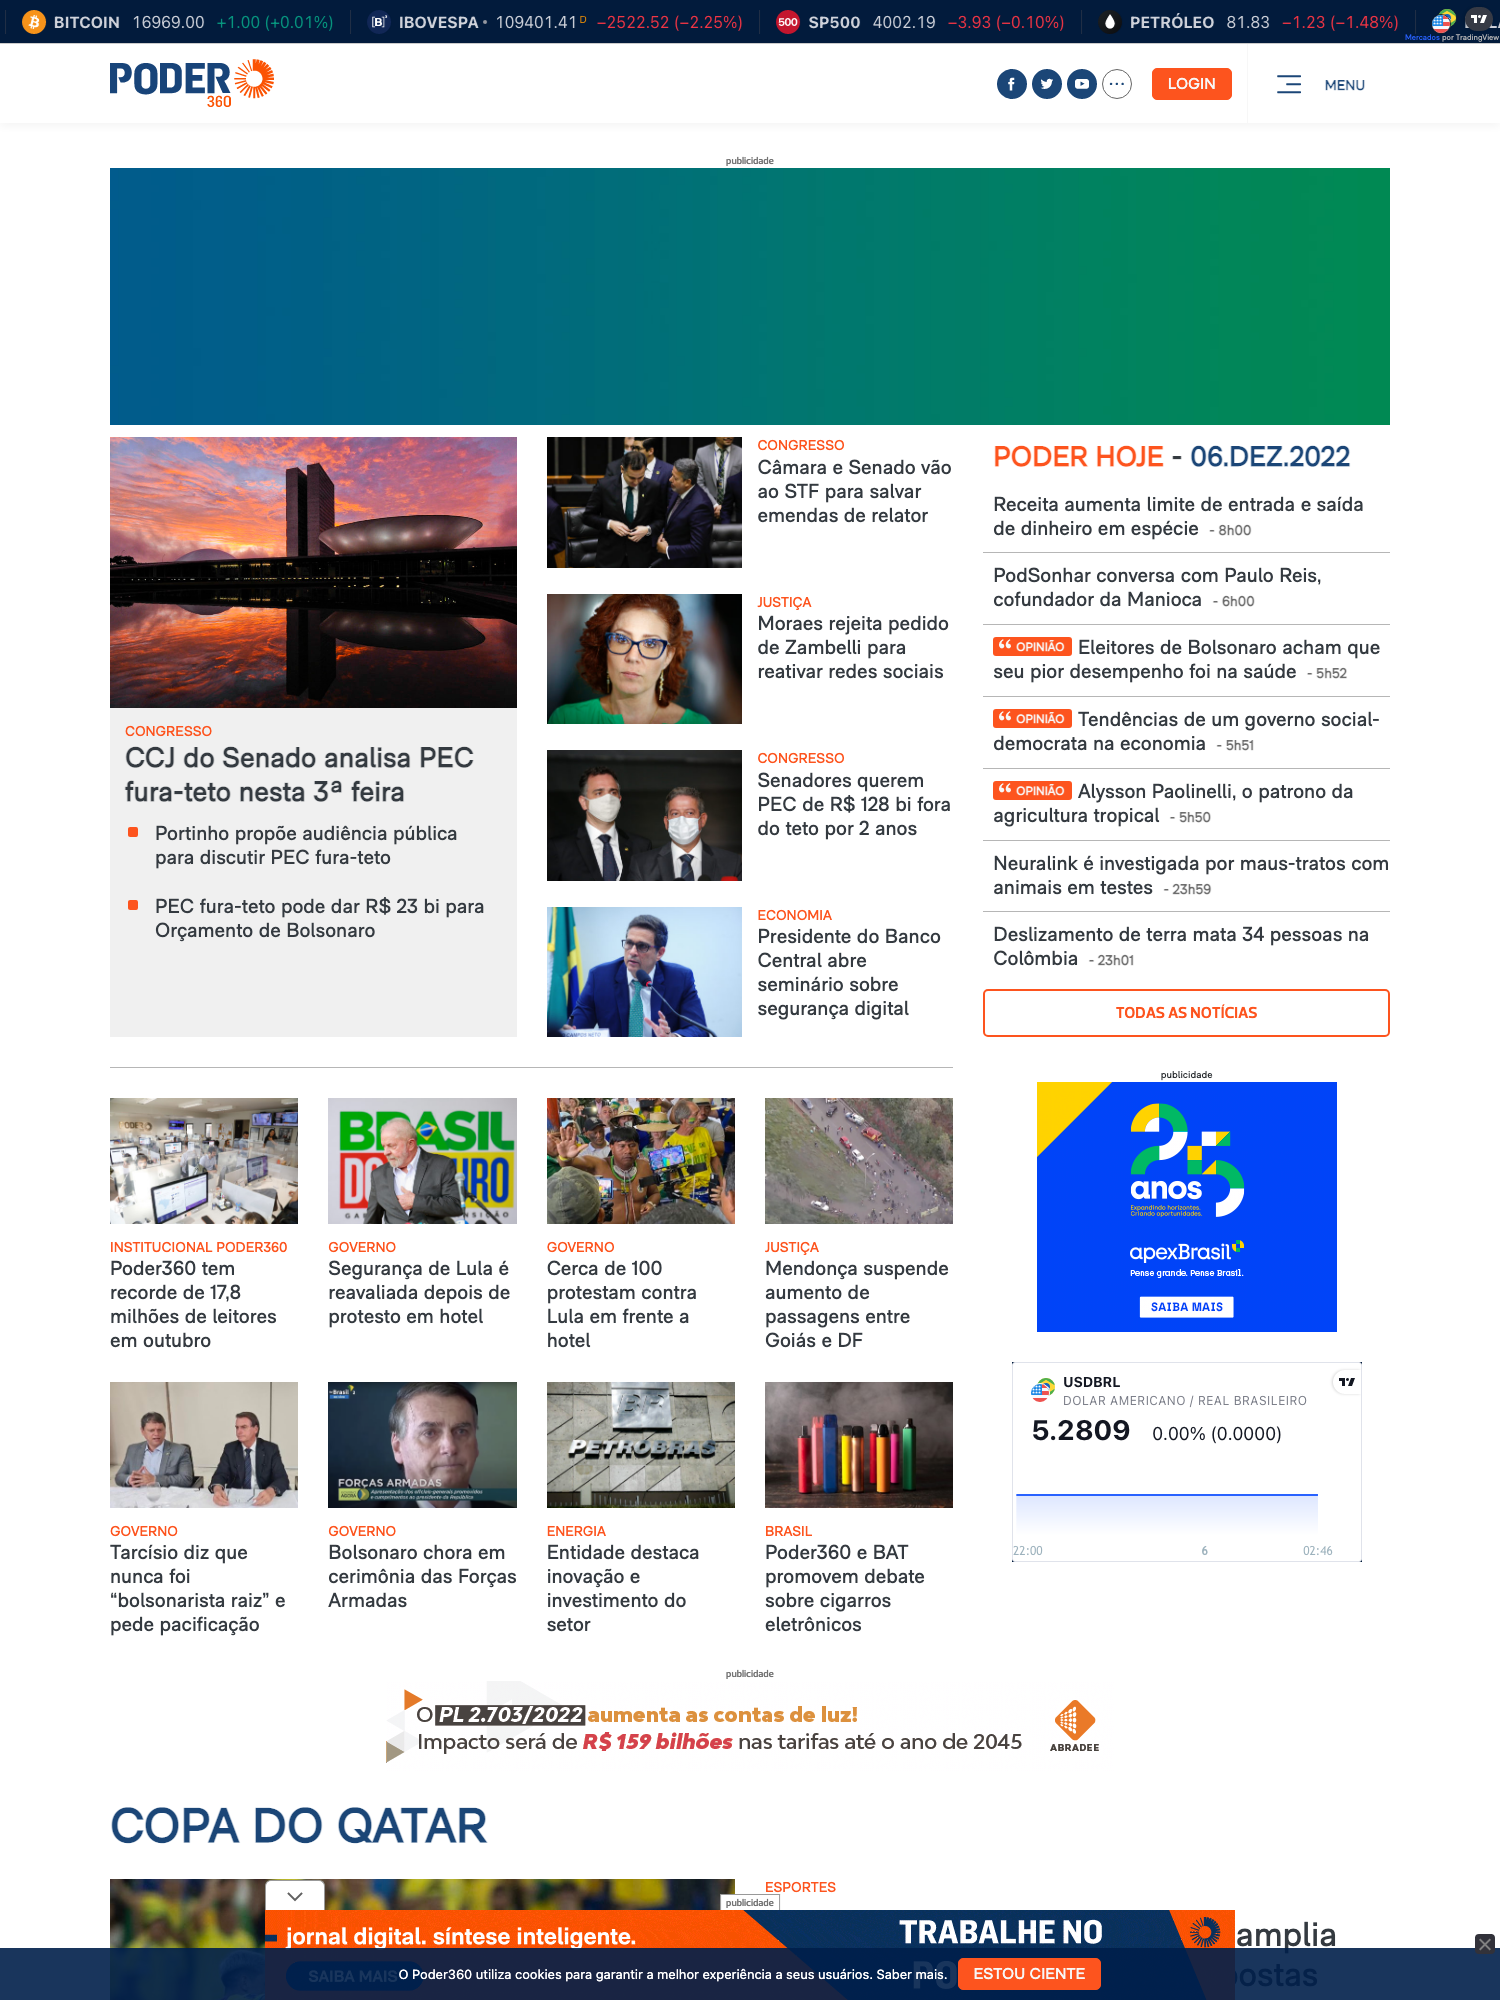 BITCOIN 16969.00 +1.00 (+0.01%) IBOVESPA 109401.41 D −2522.52 (−2.25%) 500 SP500 4002.19 −3.93 (−0.10%) PETRÓLEO 81.83 −1.23 (−1.48%)
Mercados por TradingView
PODER
360
LOGIN
MENU
publicidade
CONGRESSO
CCJ do Senado analisa PEC
fura-teto nesta 3ª feira
Portinho propõe audiência pública
para discutir PEC fura-teto
PEC fura-teto pode dar R$ 23 bi para
Orçamento de Bolsonaro
CONGRESSO
Câmara e Senado vão
ao STF para salvar
emendas de relator
JUSTIÇA
Moraes rejeita pedido
de Zambelli para
reativar redes sociais
CONGRESSO
Senadores querem
PEC de R$ 128 bi fora
do teto por 2 anos
ECONOMIA
Presidente do Banco
Central abre
seminário sobre
segurança digital
PODER HOJE - 06.DEZ.2022
Receita aumenta limite de entrada e saída
de dinheiro em espécie - 8h00
PodSonhar conversa com Paulo Reis,
cofundador da Manioca - 6h00
“ OPINIÃO Eleitores de Bolsonaro acham que
seu pior desempenho foi na saúde - 5h52
“ OPINIÃO Tendências de um governo social-
democrata na economia - 5h51
“ OPINIÃO Alysson Paolinelli, o patrono da
agricultura tropical - 5h50
Neuralink é investigada por maus-tratos com
animais em testes - 23h59
Deslizamento de terra mata 34 pessoas na
Colômbia - 23h01
TODAS AS NOTÍCIAS
INSTITUCIONAL PODER360
Poder360 tem
recorde de 17,8
milhões de leitores
em outubro
BRASIL
GOVERNO
Segurança de Lula é
reavaliada depois de
protesto em hotel
GOVERNO
Cerca de 100
protestam contra
Lula em frente a
hotel
JUSTIÇA
Mendonça suspende
aumento de
passagens entre
Goiás e DF
publicidade
25
anos
Expandindo horizontes.
Criando oportunidades.
apexBrasil
Pense grande. Pense Brasil.
SAIBA MAIS
USDBRL
DOLAR AMERICANO / REAL BRASILEIRO
5.2809 0.00% (0.0000)
22:00 6 02:46
GOVERNO
Tarcísio diz que
nunca foi
“bolsonarista raiz” e
pede pacificação
FORÇAS ARMADAS
Apresentação dos oficiais-generais promovidos
e cumprimentos ao presidente da República
GOVERNO
Bolsonaro chora em
cerimônia das Forças
Armadas
BR
PETROBRAS
ENERGIA
Entidade destaca
inovação e
investimento do
setor
BRASIL
Poder360 e BAT
promovem debate
sobre cigarros
eletrônicos
publicidade
O PL 2.703/2022 aumenta as contas de luz!
Impacto será de R$ 159 bilhões nas tarifas até o ano de 2045
ABRADEE
COPA DO QATAR
ESPORTES
publicidade
jornal digital. síntese inteligente.
TRABALHE NO
amplia
SAIBA MAIS
O Poder360 utiliza cookies para garantir a melhor experiência a seus usuários. Saber mais.
ESTOU CIENTE